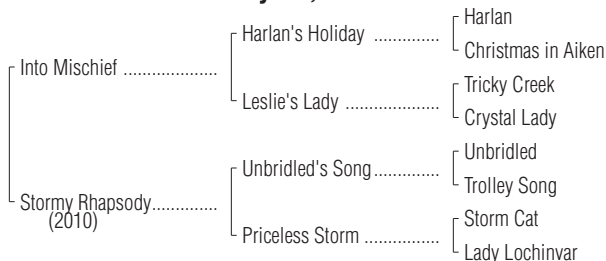 Harlan
Harlan's Holiday ..............
Christmas in Aiken
Into Mischief ....................
Tricky Creek
Leslie's Lady ....................
Crystal Lady
Unbridled
Unbridled's Song..............
Trolley Song
Stormy Rhapsody..............
(2010)
Storm Cat
Priceless Storm ................
Lady Lochinvar